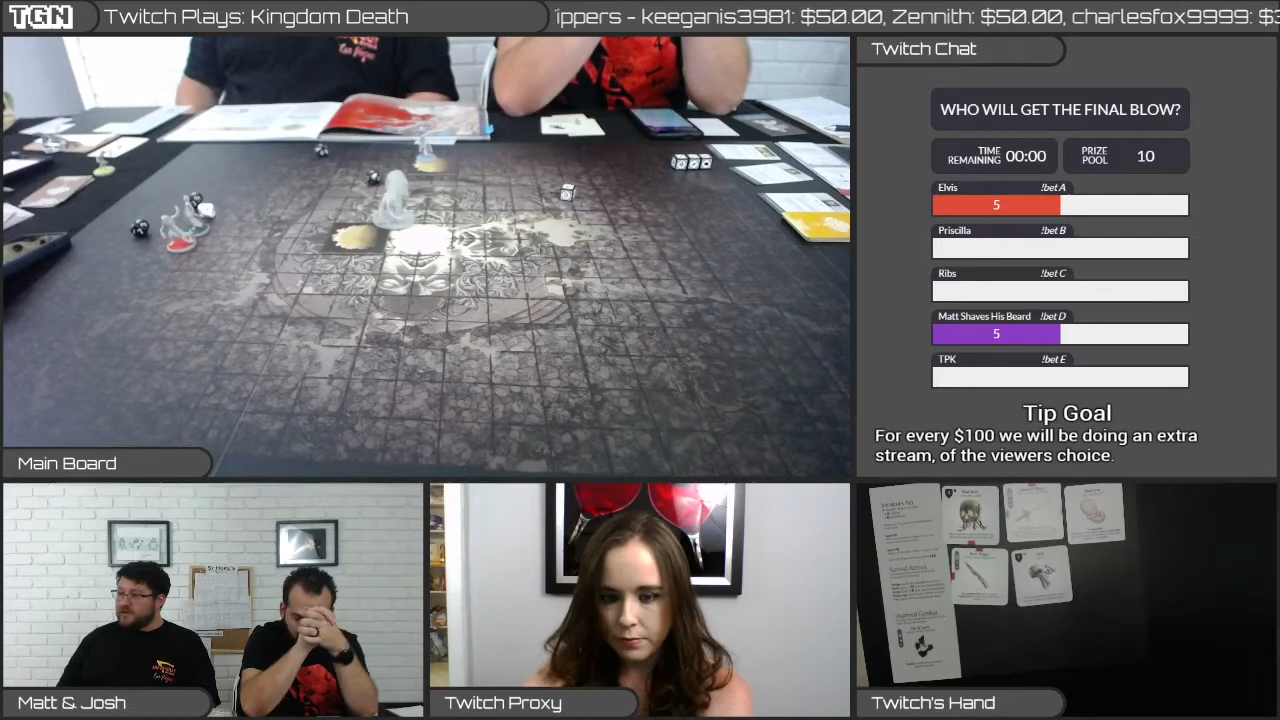 TGN
Twitch Plays: Kingdom Death
ippers - keeganis3981: $50.00, Zennith: $50.00, charlesfox9999: $
Twitch Chat
WHO WILL GET THE FINAL BLOW?
TIME REMAINING 00:00
PRIZE POOL 10
Elvis !bet A
5
Priscilla !bet B
Ribs !bet C
Matt Shaves His Beard !bet D
5
TPK !bet E
Tip Goal
For every $100 we will be doing an extra
stream, of the viewers choice.
Main Board
Matt & Josh
Twitch Proxy
Twitch's Hand
Survival Actions